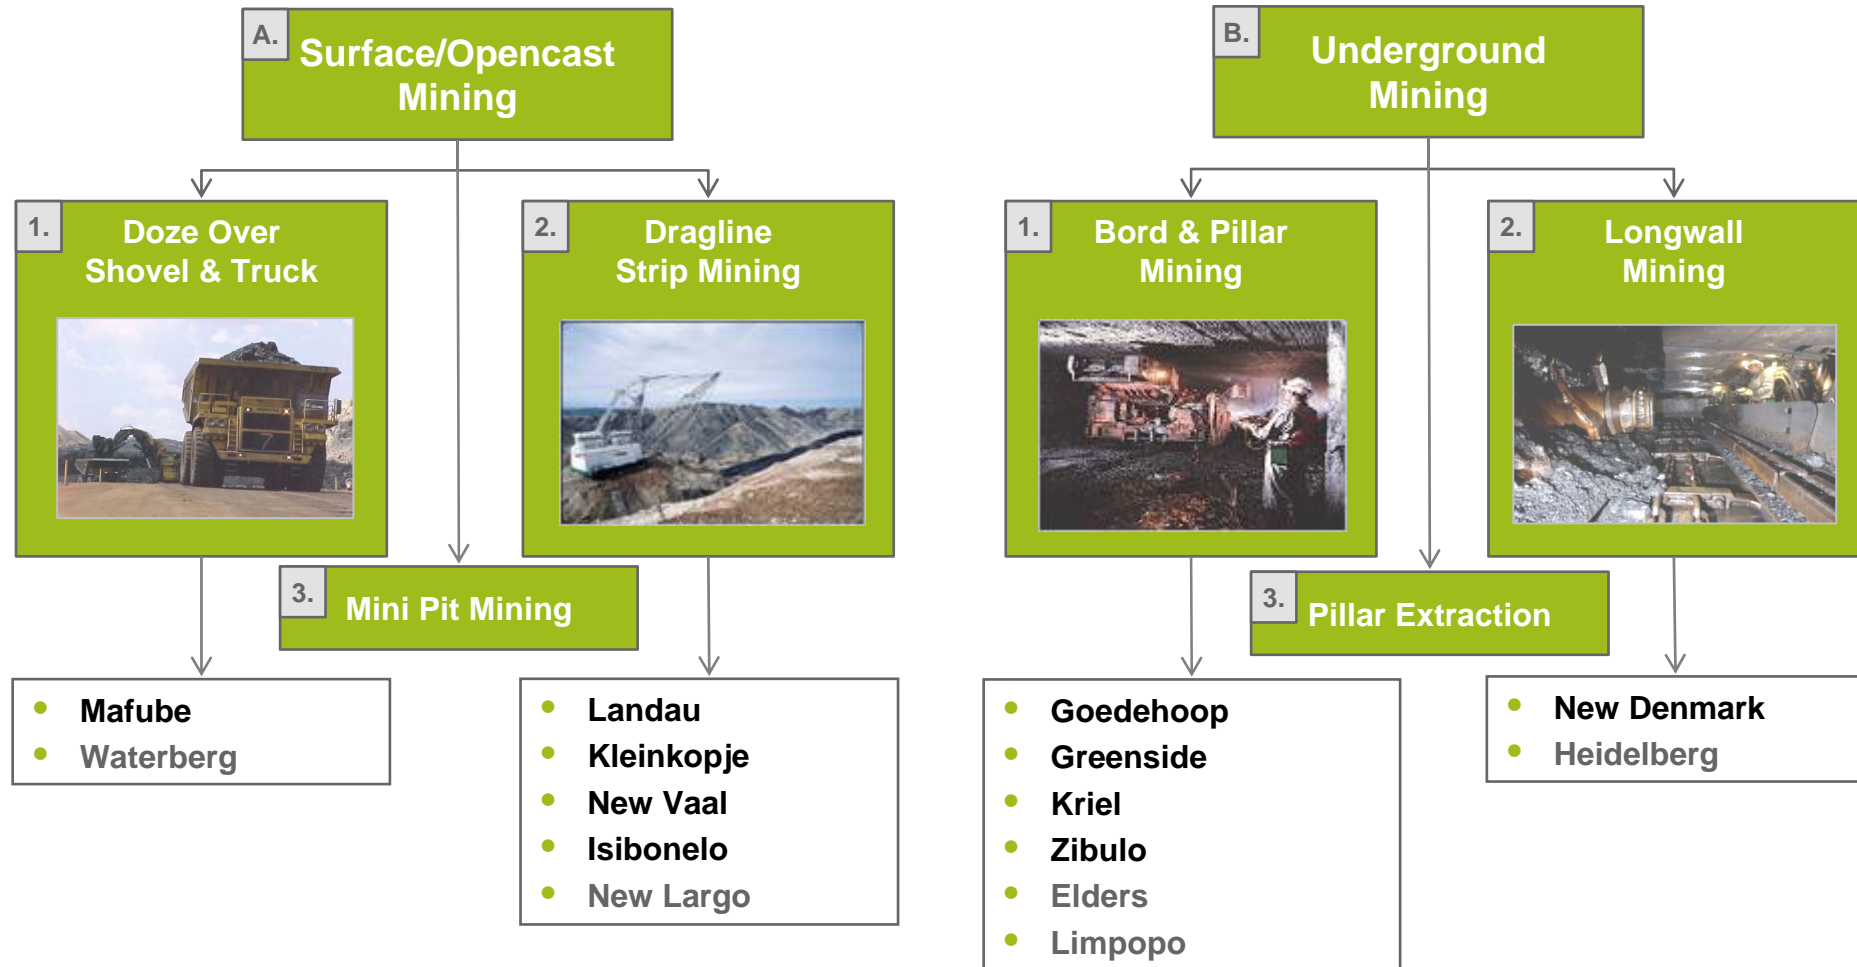 A.
Surface/Opencast
Mining
1.
Doze Over
Shovel & Truck
7
2.
Dragline
Strip Mining
3.
Mini Pit Mining
• Mafube
• Waterberg
• Landau
• Kleinkopje
• New Vaal
• Isibonelo
• New Largo
B.
Underground
Mining
1.
Bord & Pillar
Mining
2.
Longwall
Mining
3.
Pillar Extraction
• Goedehoop
• Greenside
• Kriel
• Zibulo
• Elders
• Limpopo
• New Denmark
• Heidelberg